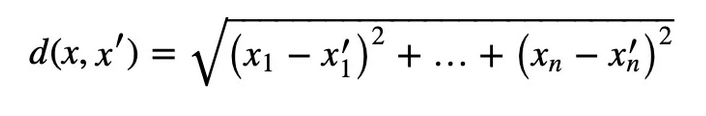 d(x, x′) = √(x₁ − x′₁)² + … + (xₙ − x′ₙ)²